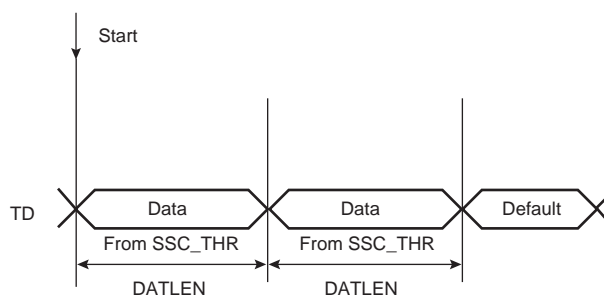 Start
TD
Data
Data
Default
From SSC_THR
From SSC_THR
DATLEN
DATLEN